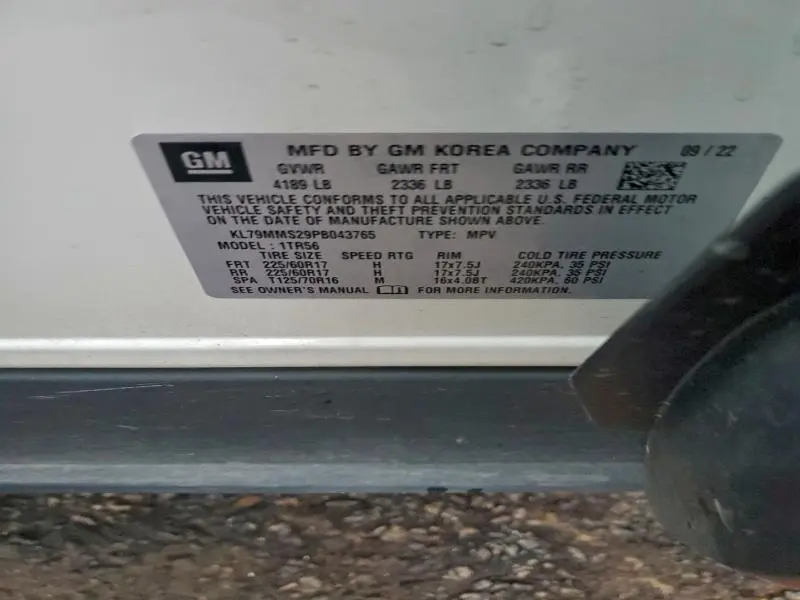 GM MFD BY GM KOREA COMPANY 09 / 22
GVWR GAWR FRT GAWR RR
4189 LB 2336 LB 2336 LB
THIS VEHICLE CONFORMS TO ALL APPLICABLE U.S. FEDERAL MOTOR
VEHICLE SAFETY AND THEFT PREVENTION STANDARDS IN EFFECT
ON THE DATE OF MANUFACTURE SHOWN ABOVE.
KL79MMS29PB043765 TYPE: MPV
MODEL : 1TR56
TIRE SIZE SPEED RTG RIM COLD TIRE PRESSURE
FRT 225/60R17 H 17x7.5J 240KPA, 35 PSI
RR 225/60R17 H 17x7.5J 240KPA, 35 PSI
SPA T125/70R16 M 16x4.08T 420KPA, 60 PSI
SEE OWNER'S MANUAL FOR MORE INFORMATION.